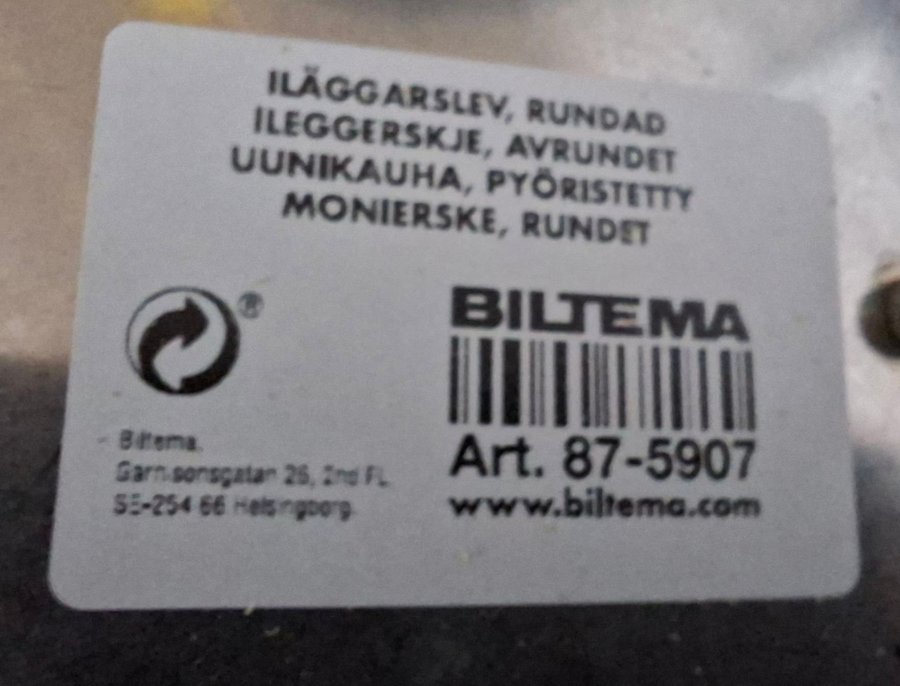 ILÄGGARSLEV, RUNDAD
ILEGGERSKJE, AVRUNDET
UUNIKAUHA, PYÖRISTETTY
MONIERSKE, RUNDET
®
BILTEMA
Art. 87-5907
www.biltema.com
Biltema.
Garnisonsgatan 26, 2nd FL
SE-254 66 Helsingborg